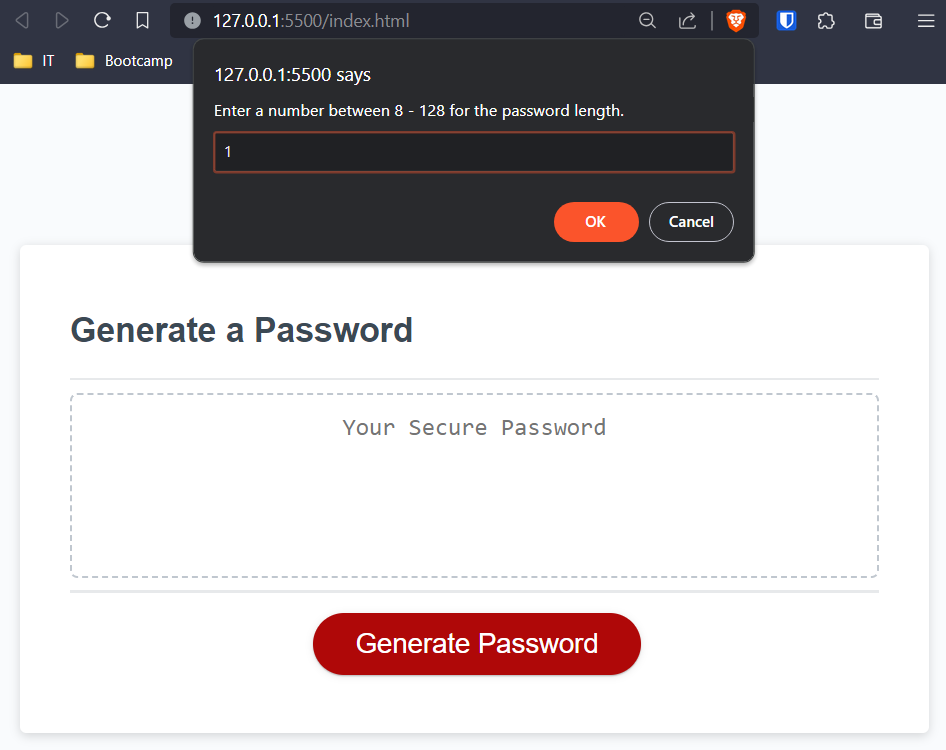 127.0.0.1:5500/index.html
IT Bootcamp
127.0.0.1:5500 says
Enter a number between 8 - 128 for the password length.
1
OK Cancel
Generate a Password
Your Secure Password
Generate Password